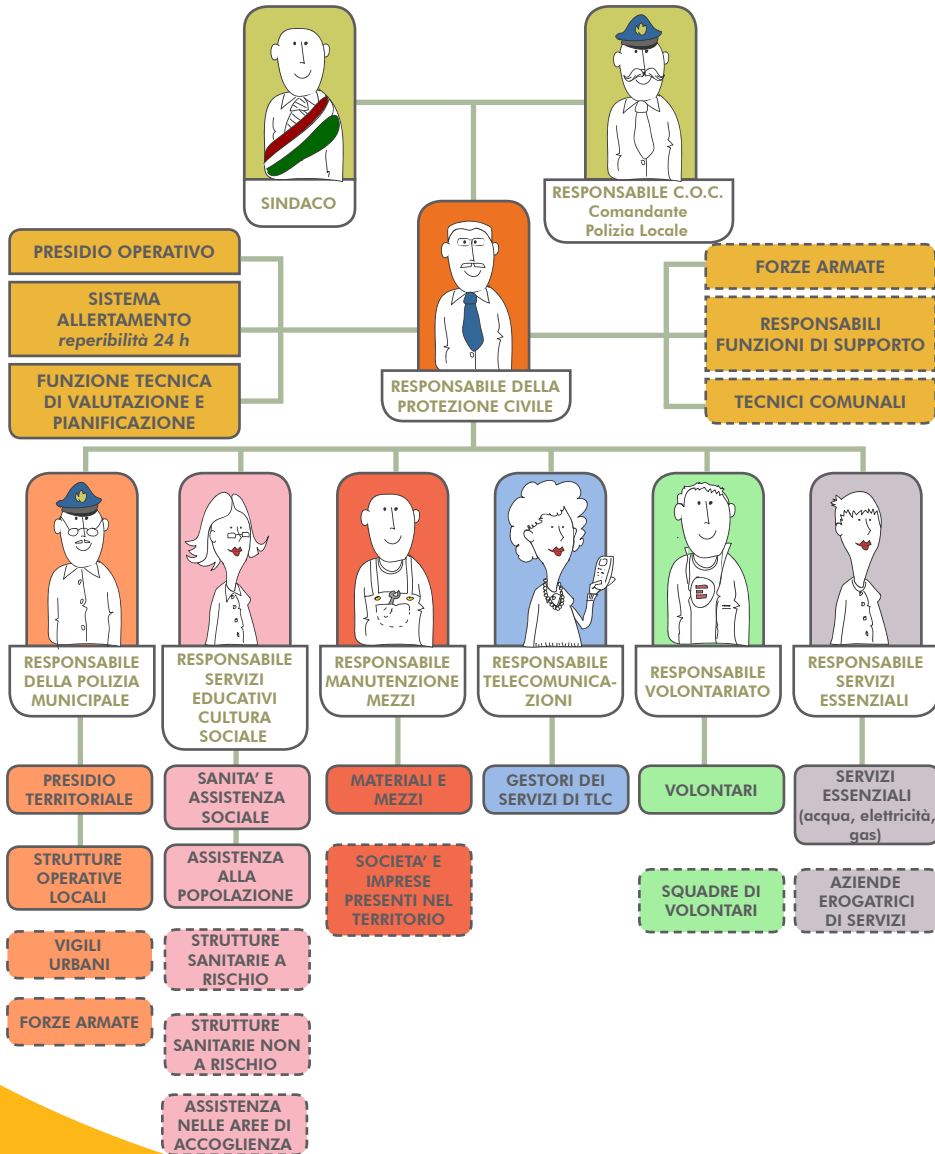 SINDACO
RESPONSABILE C.O.C.
Comandante
Polizia Locale
PRESIDIO OPERATIVO
SISTEMA
ALLERTAMENTO
reperibilità 24 h
FUNZIONE TECNICA
DI VALUTAZIONE E
PIANIFICAZIONE
RESPONSABILE DELLA
PROTEZIONE CIVILE
FORZE ARMATE
RESPONSABILI
FUNZIONI DI SUPPORTO
TECNICI COMUNALI
RESPONSABILE
DELLA POLIZIA
MUNICIPALE
RESPONSABILE
SERVIZI
EDUCATIVI
CULTURA
SOCIALE
RESPONSABILE
MANUTENZIONE
MEZZI
RESPONSABILE
TELECOMUNICA-
ZIONI
RESPONSABILE
VOLONTARIATO
RESPONSABILE
SERVIZI
ESSENZIALI
PRESIDIO
TERRITORIALE
STRUTTURE
OPERATIVE
LOCALI
VIGILI
URBANI
FORZE ARMATE
SANITA’ E
ASSISTENZA
SOCIALE
ASSISTENZA
ALLA
POPOLAZIONE
STRUTTURE
SANITARIE A
RISCHIO
STRUTTURE
SANITARIE NON
A RISCHIO
ASSISTENZA
NELLE AREE DI
ACCOGLIENZA
MATERIALI E
MEZZI
SOCIETA’ E
IMPRESE
PRESENTI NEL
TERRITORIO
GESTORI DEI
SERVIZI DI TLC
VOLONTARI
SQUADRE DI
VOLONTARI
SERVIZI
ESSENZIALI
(acqua, elettricità,
gas)
AZIENDE
EROGATRICI
DI SERVIZI